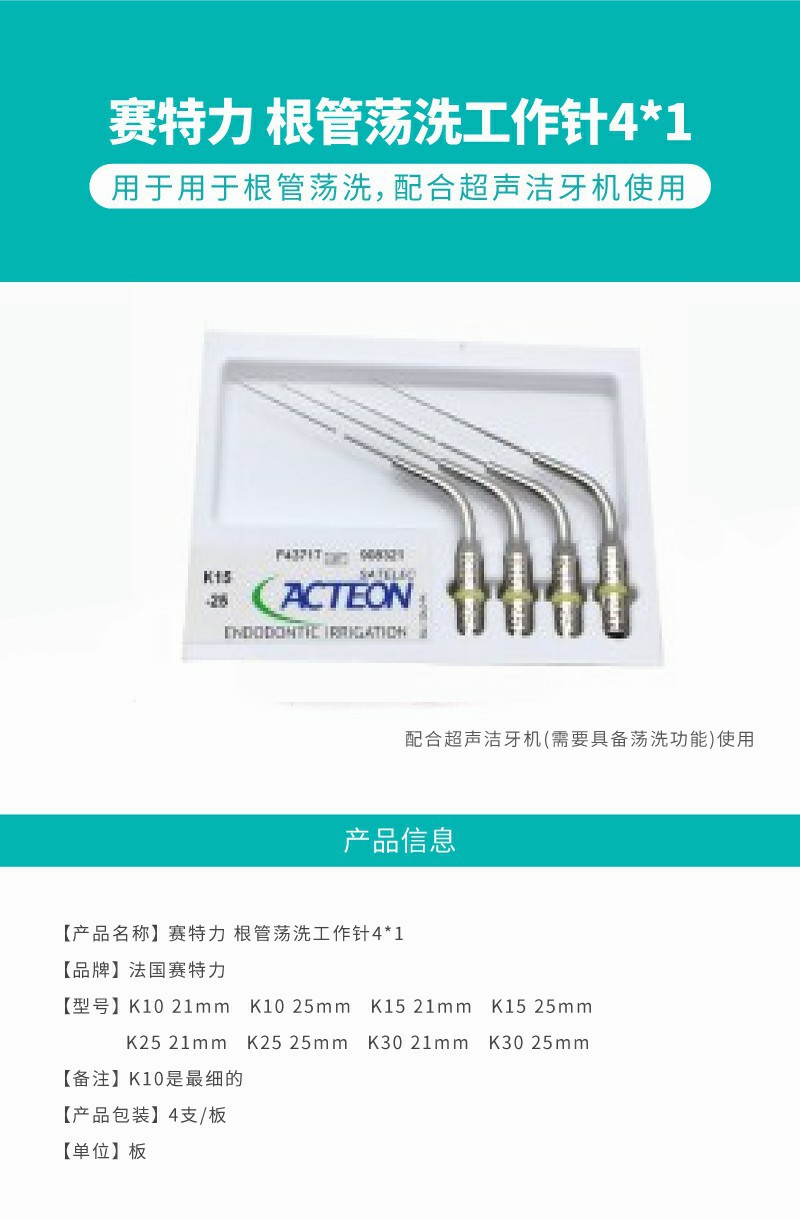 赛特力 根管荡洗工作针4*1
用于用于根管荡洗，配合超声洁牙机使用
P43717 908321
K15
SATELEC
-25
ACTEON
ENDODONTIC IRRIGATION
配合超声洁牙机(需要具备荡洗功能)使用
产品信息
【产品名称】赛特力 根管荡洗工作针4*1
【品牌】法国赛特力
【型号】K10 21mm K10 25mm K15 21mm K15 25mm
K25 21mm K25 25mm K30 21mm K30 25mm
【备注】K10是最细的
【产品包装】4支/板
【单位】板